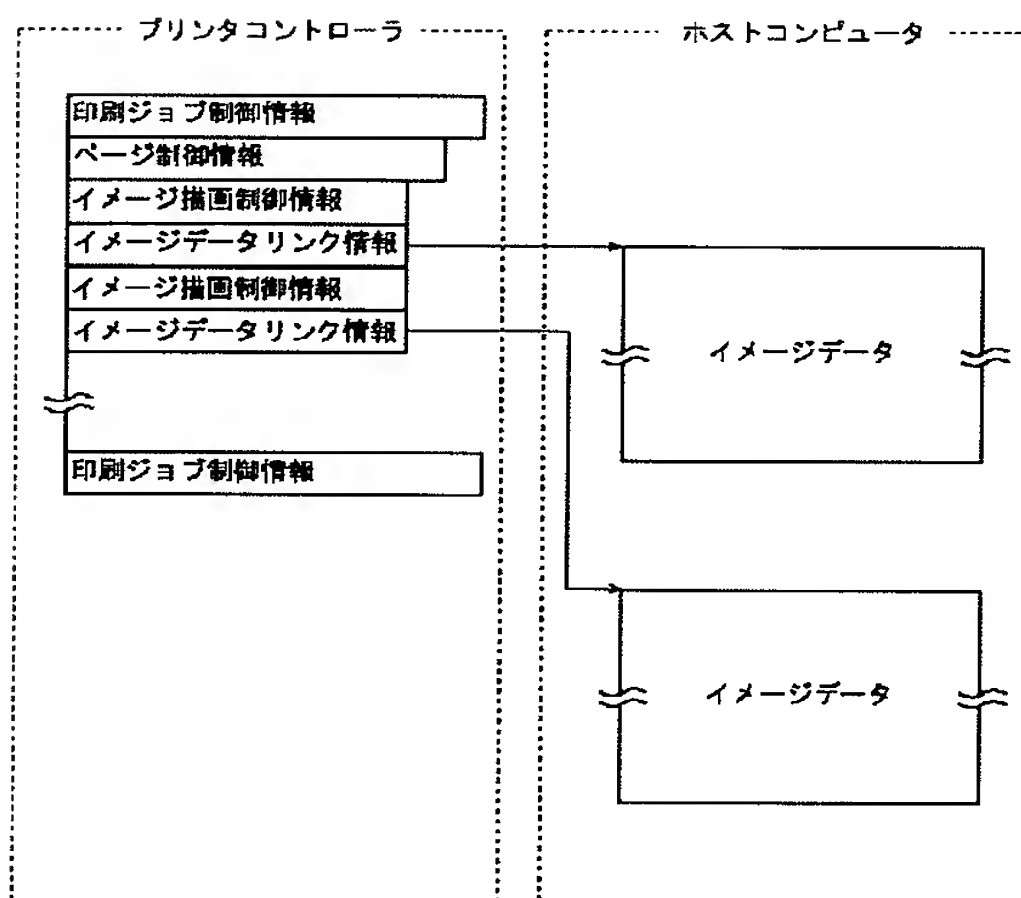 プリンタコントローラ
ホストコンピュータ
印刷ジョブ制御情報
ページ制御情報
イメージ描画制御情報
イメージデータリンク情報
イメージ描画制御情報
イメージデータリンク情報
印刷ジョブ制御情報
イメージデータ
イメージデータ